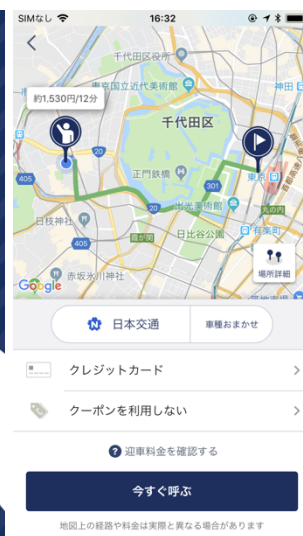 SIMなし 16:32
千代田区役所
東京国立近代美術館
神田
約1,530円/12分
千代田区
20
405
正門鉄橋
東京
301
20
出光美術館
丸の内
日枝神社
霞が関
日比谷公園
有楽町
405
赤坂氷川神社
場所詳細
Google
日本交通 車種おまかせ
クレジットカード
クーポンを利用しない
迎車料金を確認する
今すぐ呼ぶ
地図上の経路や料金は実際と異なる場合があります